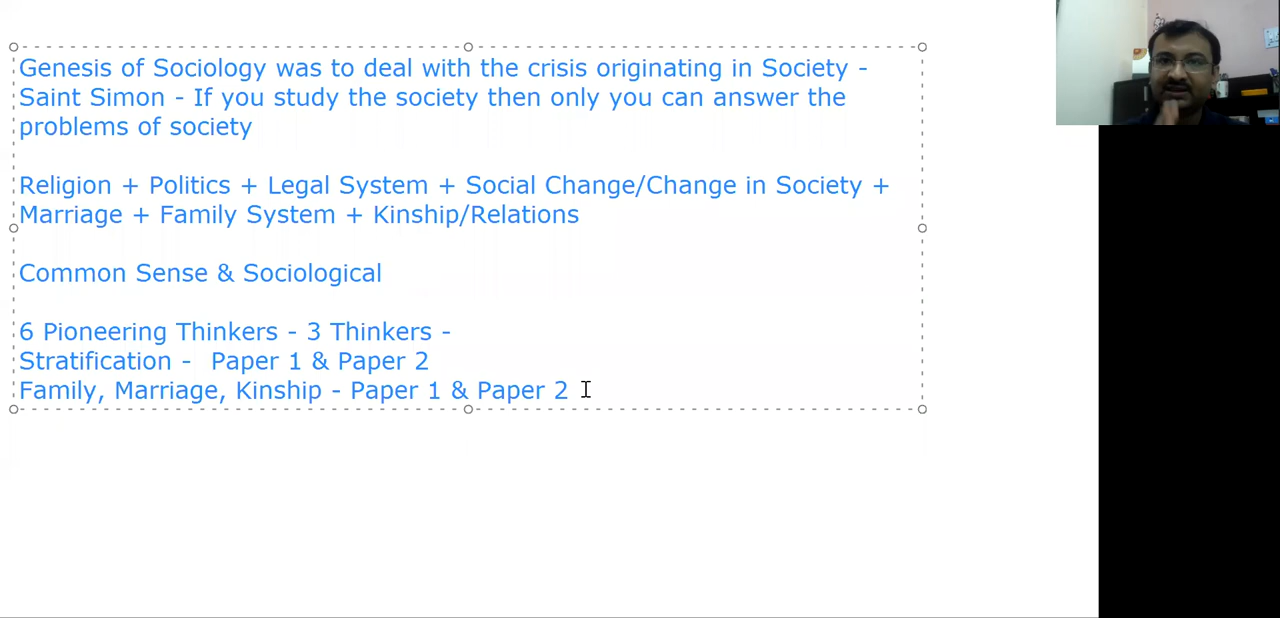 Genesis of Sociology was to deal with the crisis originating in Society -
Saint Simon - If you study the society then only you can answer the
problems of society
Religion + Politics + Legal System + Social Change/Change in Society +
Marriage + Family System + Kinship/Relations
Common Sense & Sociological
6 Pioneering Thinkers - 3 Thinkers -
Stratification - Paper 1 & Paper 2
Family, Marriage, Kinship - Paper 1 & Paper 2